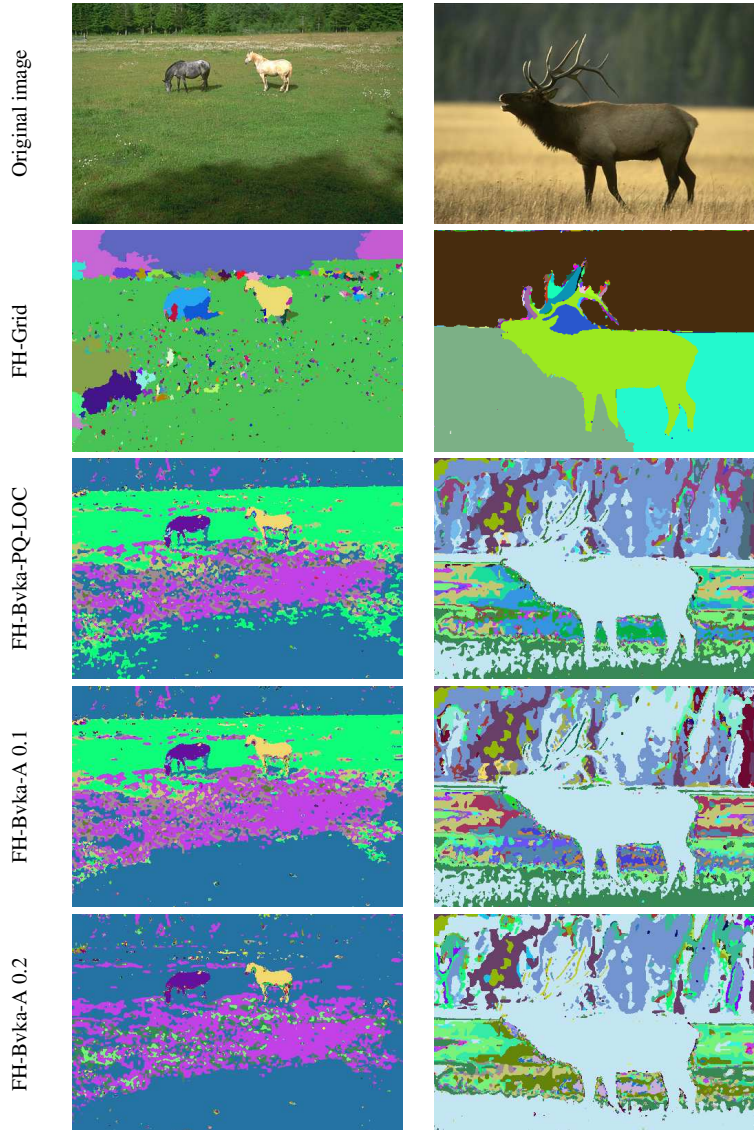 Original image
FH-Grid
FH-Bvka-PQ-LOC
FH-Bvka-A 0.1
FH-Bvka-A 0.2